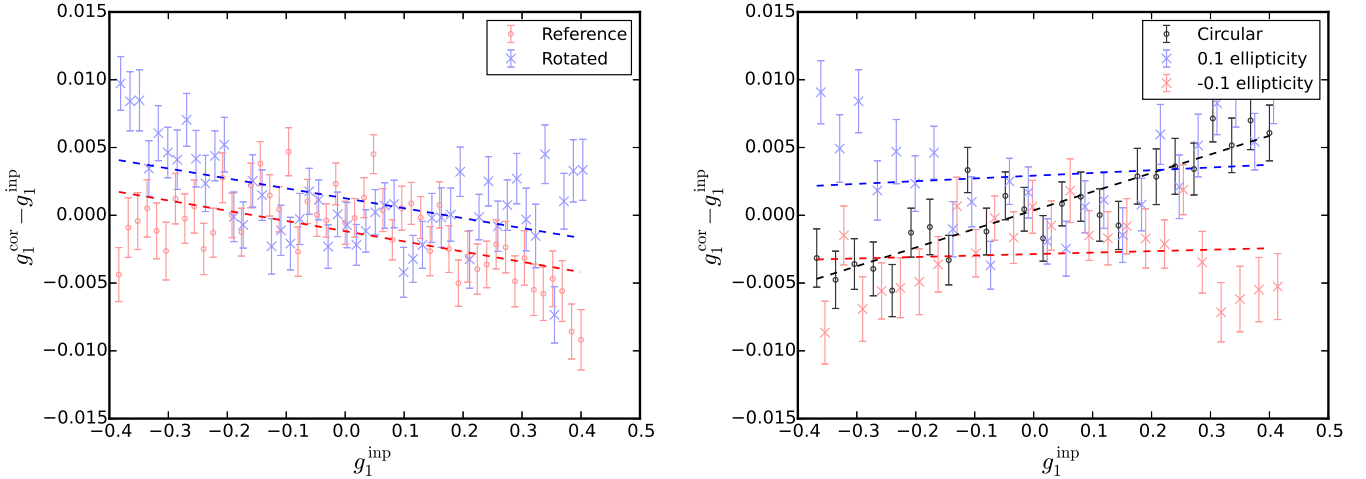 0.015
0.010
0.005
0.000
−0.005
−0.010
−0.015
g₁ᶜᵒʳ − g₁ⁱⁿᵖ
Reference
Rotated
−0.4 −0.3 −0.2 −0.1 0.0 0.1 0.2 0.3 0.4 0.5
g₁ⁱⁿᵖ
0.015
0.010
0.005
0.000
−0.005
−0.010
−0.015
g₁ᶜᵒʳ − g₁ⁱⁿᵖ
Circular
0.1 ellipticity
-0.1 ellipticity
−0.4 −0.3 −0.2 −0.1 0.0 0.1 0.2 0.3 0.4 0.5
g₁ⁱⁿᵖ